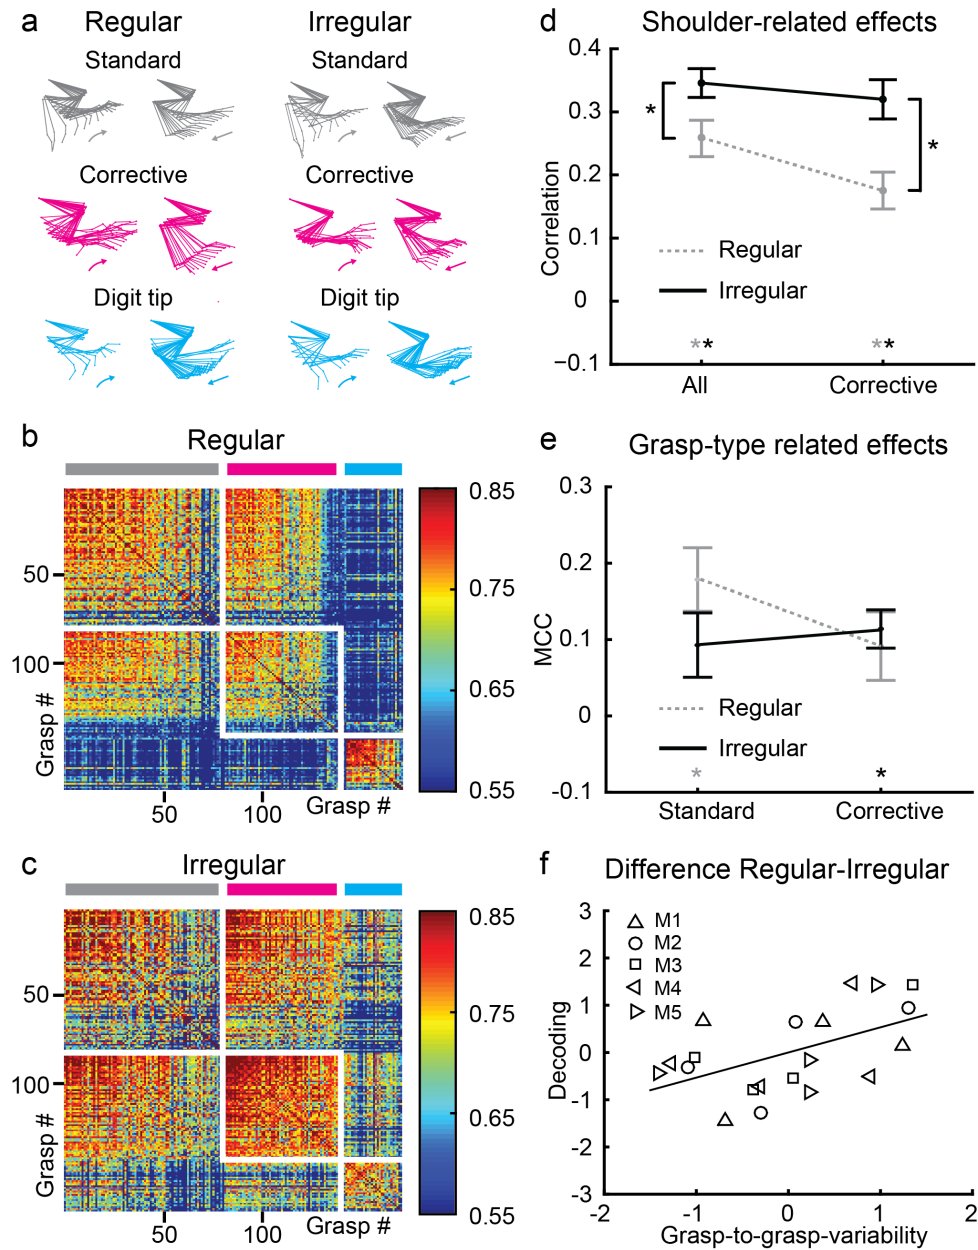 a
Regular
Irregular
Standard
Standard
Corrective
Corrective
Digit tip
Digit tip
b
Regular
50
100
Grasp #
50
100
Grasp #
0.85
0.75
0.65
0.55
c
Irregular
50
100
Grasp #
50
100
Grasp #
0.85
0.75
0.65
0.55
d
Shoulder-related effects
0.4
0.3
0.2
0.1
0
−0.1
Correlation
*
*
Regular
Irregular
**
**
All
Corrective
e
Grasp-type related effects
0.3
0.2
0.1
0
-0.1
MCC
Regular
Irregular
*
*
Standard
Corrective
f
Difference Regular-Irregular
3
2
1
0
-1
-2
-3
Decoding
M1
M2
M3
M4
M5
-2
-1
0
1
2
Grasp-to-grasp-variability